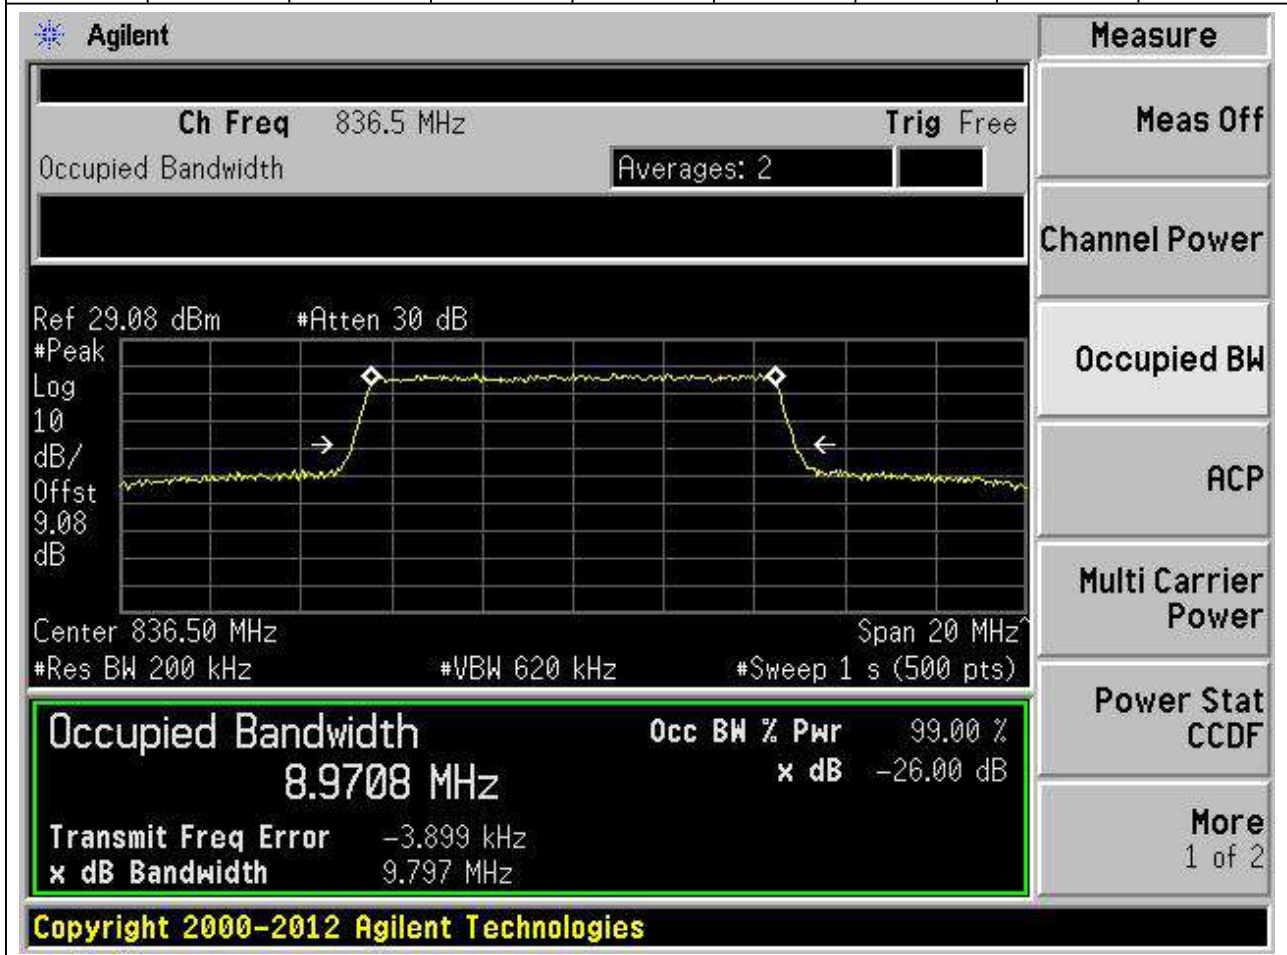 Agilent
Measure
Ch Freq 836.5 MHz Trig Free
Occupied Bandwidth Averages: 2
Meas Off
Channel Power
Occupied BW
ACP
Multi Carrier
Power
Power Stat
CCDF
More
1 of 2
Ref 29.08 dBm #Atten 30 dB
#Peak
Log
10
dB/
Offst
9.08
dB
Center 836.50 MHz Span 20 MHz^
#Res BW 200 kHz #VBW 620 kHz #Sweep 1 s (500 pts)
Occupied Bandwidth Occ BW % Pwr 99.00 %
8.9708 MHz x dB -26.00 dB
Transmit Freq Error -3.899 kHz
x dB Bandwidth 9.797 MHz
Copyright 2000-2012 Agilent Technologies